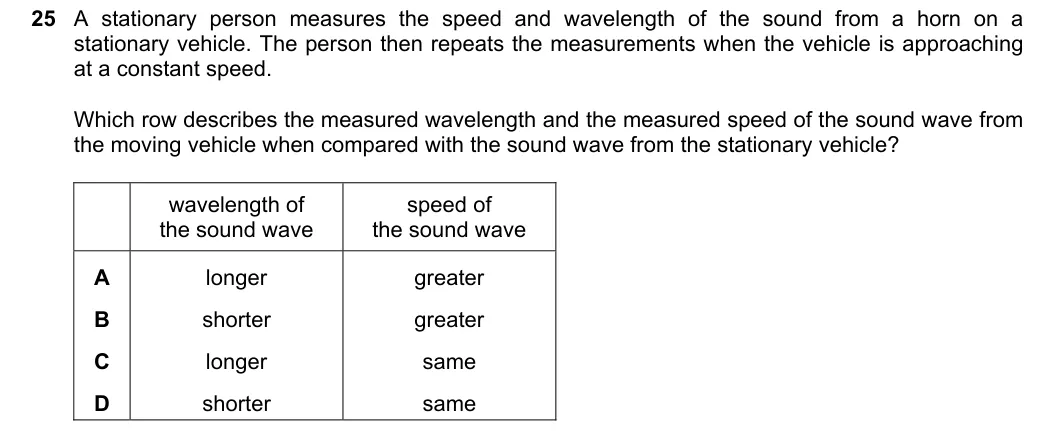 25 A stationary person measures the speed and wavelength of the sound from a horn on a
stationary vehicle. The person then repeats the measurements when the vehicle is approaching
at a constant speed.
Which row describes the measured wavelength and the measured speed of the sound wave from
the moving vehicle when compared with the sound wave from the stationary vehicle?
wavelength of the sound wave speed of the sound wave
A longer greater
B shorter greater
C longer same
D shorter same